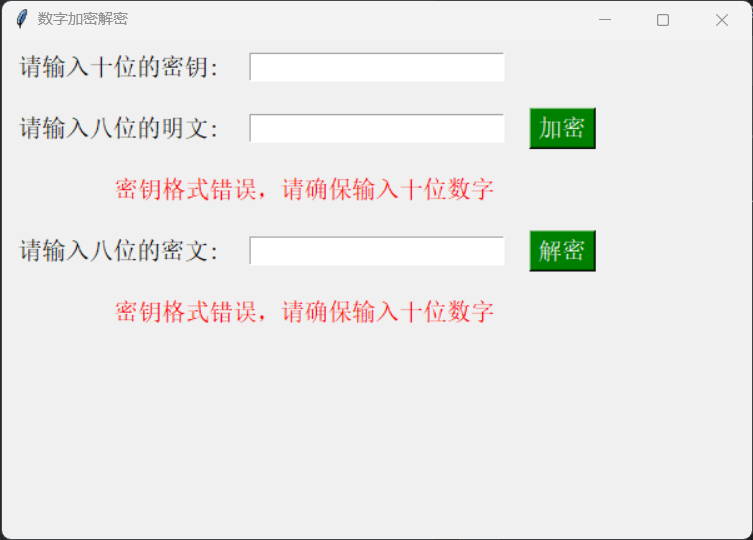 数字加密解密
请输入十位的密钥:
请输入八位的明文: 加密
密钥格式错误，请确保输入十位数字
请输入八位的密文: 解密
密钥格式错误，请确保输入十位数字